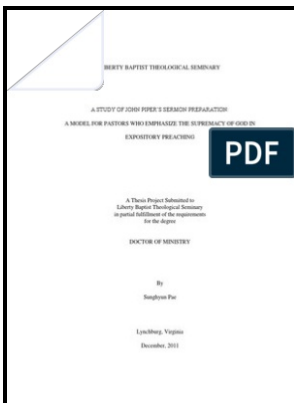 BERTY BAPTIST THEOLOGICAL SEMINARY
A STUDY OF JOHN PIPER'S SERMON PREPARATION
A MODEL FOR PASTORS WHO EMPHASIZE THE SUPREMACY OF GOD IN
EXPOSITORY PREACHING
PDF
A Thesis Project Submitted to
Liberty Baptist Theological Seminary
in partial fulfillment of the requirements
for the degree
DOCTOR OF MINISTRY
By
Sunghyun Pae
Lynchburg, Virginia
December, 2011